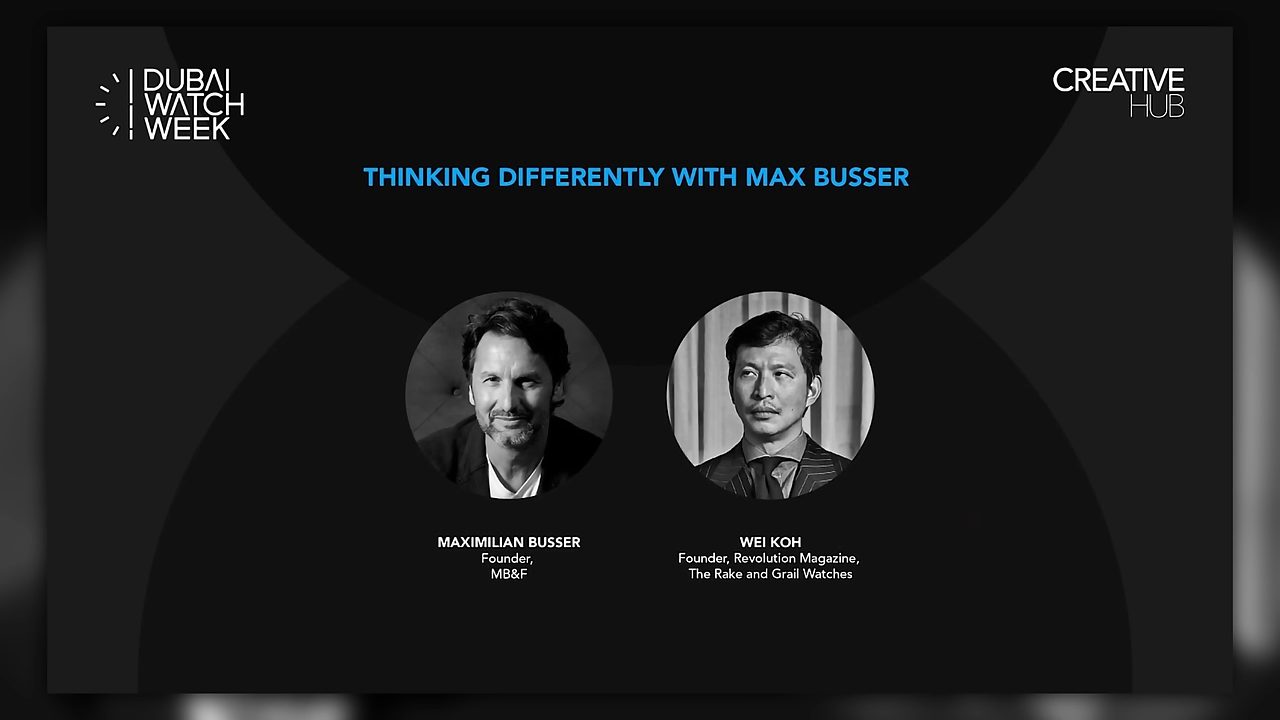 DUBAI
WATCH
WEEK
CREATIVE
HUB
THINKING DIFFERENTLY WITH MAX BUSSER
MAXIMILIAN BUSSER
Founder,
MB&F
WEI KOH
Founder, Revolution Magazine,
The Rake and Grail Watches